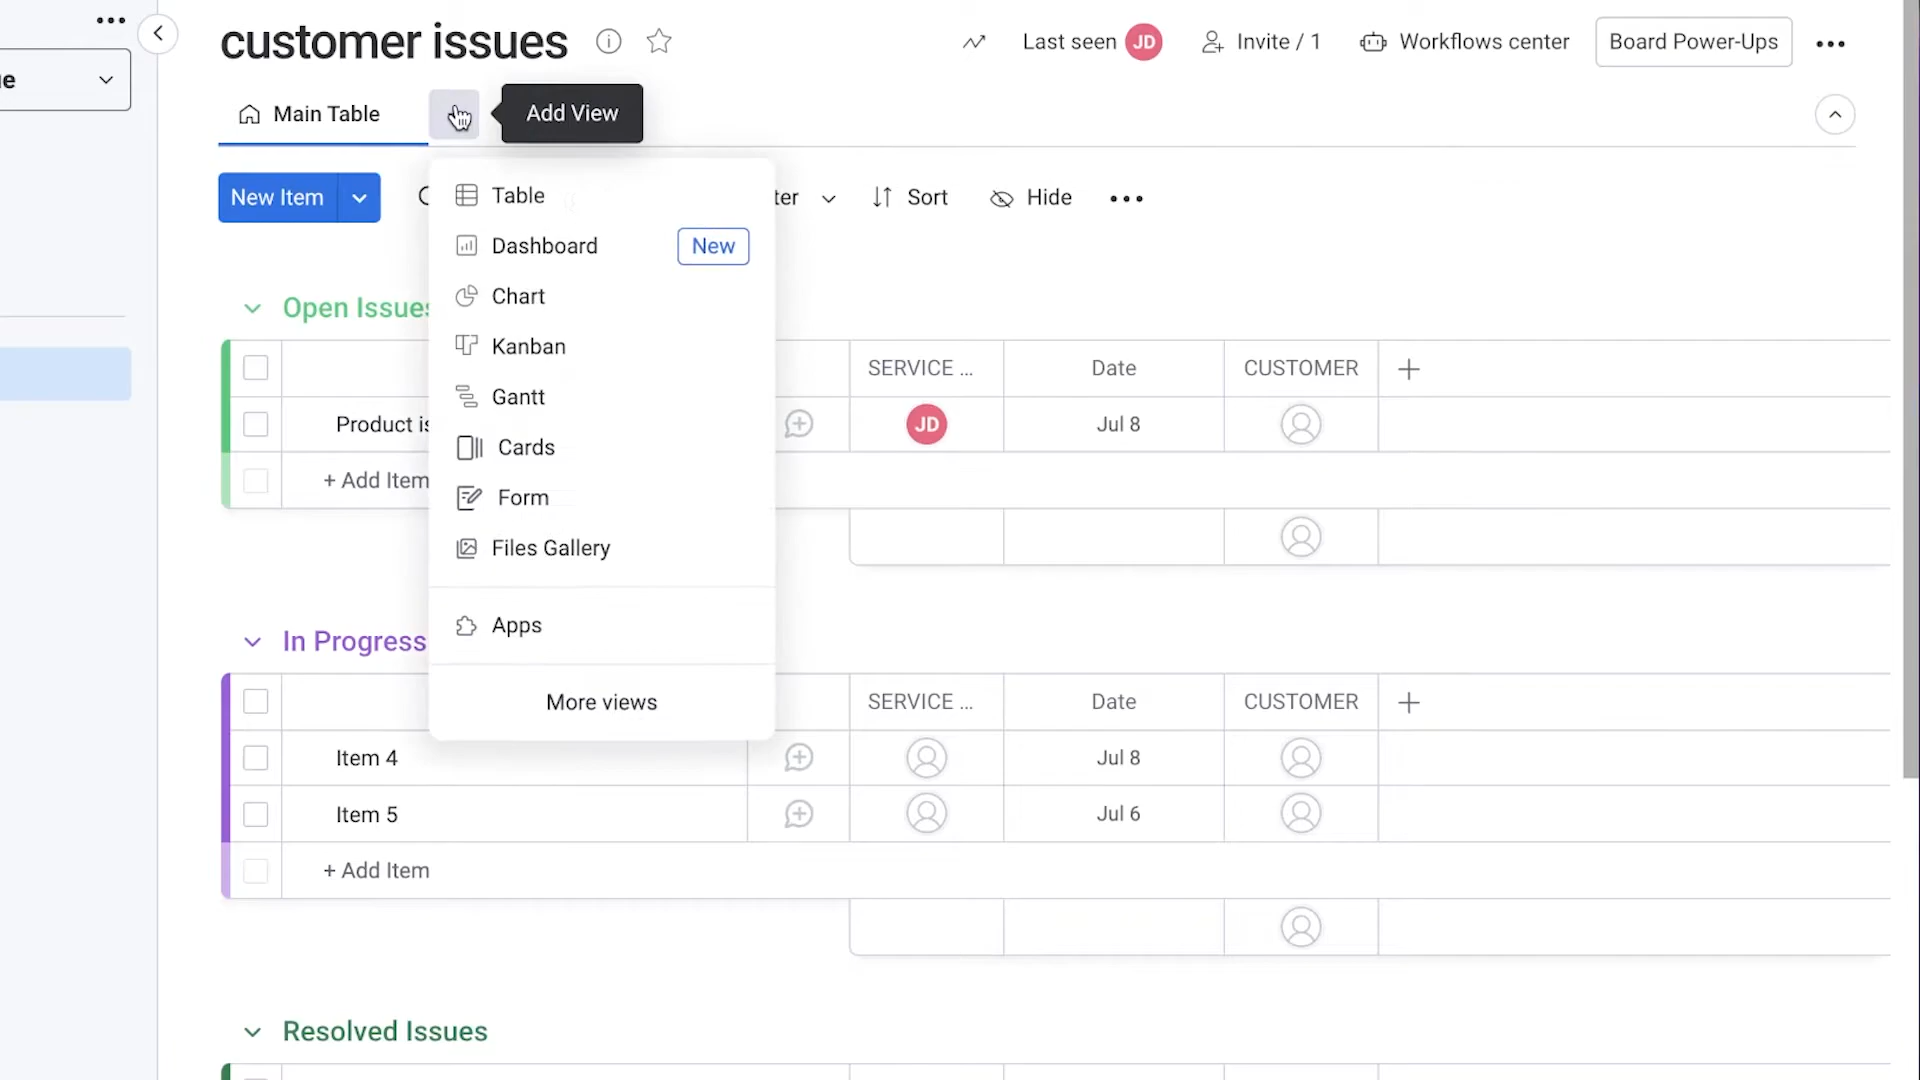 customer issues
Last seen JD
Invite / 1
Workflows center
Board Power-Ups
Main Table
Add View
New Item
ter
Sort
Hide
Table
Dashboard New
Chart
Kanban
Gantt
Cards
Form
Files Gallery
Apps
More views
Open Issues
SERVICE ... Date CUSTOMER
Product is JD Jul 8
+ Add Item
In Progress
SERVICE ... Date CUSTOMER
Item 4 Jul 8
Item 5 Jul 6
+ Add Item
Resolved Issues